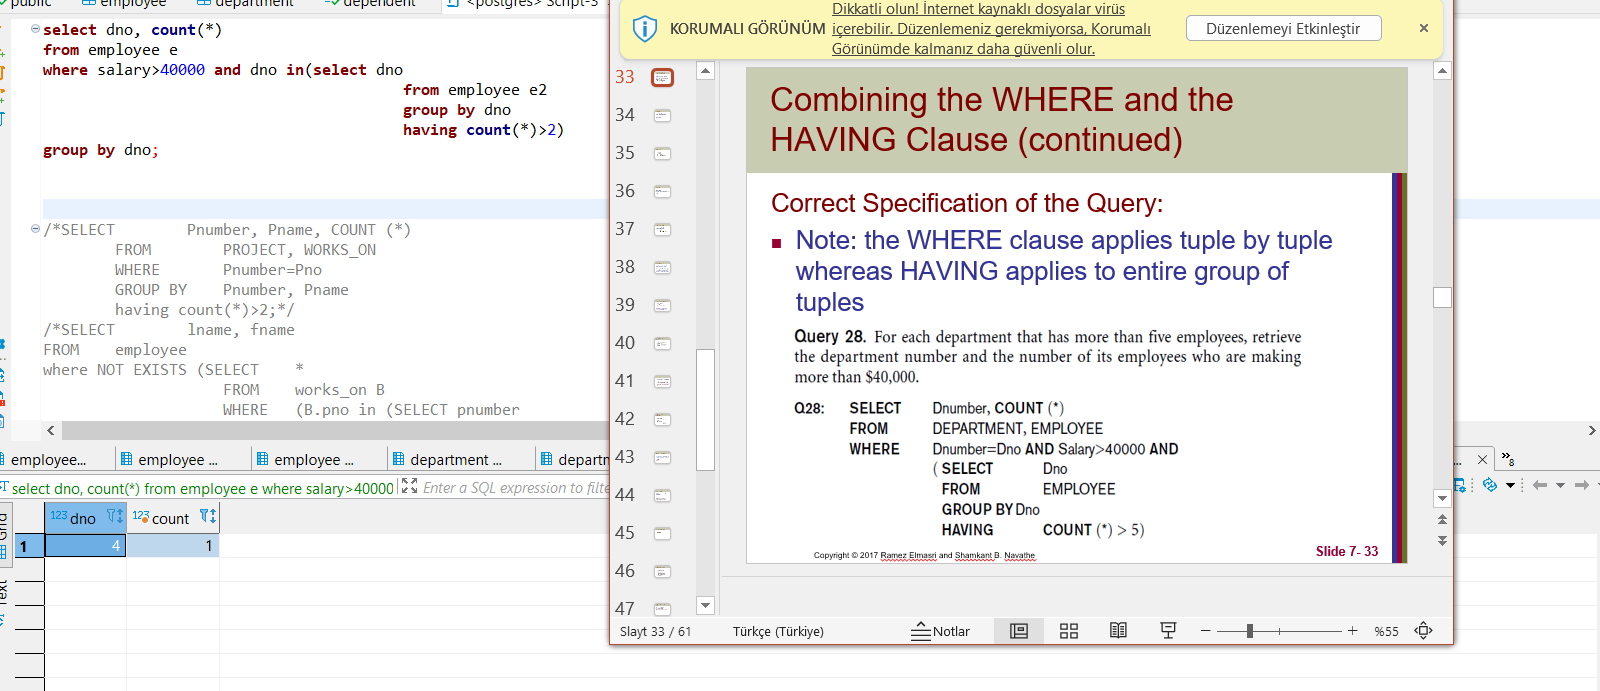 public employee department dependent <postgres> Script-3
select dno, count(*)
from employee e
where salary>40000 and dno in(select dno
from employee e2
group by dno
having count(*)>2)
group by dno;
/*SELECT Pnumber, Pname, COUNT (*)
FROM PROJECT, WORKS_ON
WHERE Pnumber=Pno
GROUP BY Pnumber, Pname
having count(*)>2;*/
/*SELECT lname, fname
FROM employee
where NOT EXISTS (SELECT *
FROM works_on B
WHERE (B.pno in (SELECT pnumber
employee... employee ... employee ... department ... departn
select dno, count(*) from employee e where salary>40000 Enter a SQL expression to filte
Grid
Text
123 dno 123 count
1 4 1
KORUMALI GÖRÜNÜM
Dikkatli olun! İnternet kaynaklı dosyalar virüs
içerebilir. Düzenlemeniz gerekmiyorsa, Korumalı
Görünümde kalmanız daha güvenli olur.
Düzenlemeyi Etkinleştir
33
34
35
36
37
38
39
40
41
42
43
44
45
46
47
Combining the WHERE and the
HAVING Clause (continued)
Correct Specification of the Query:
Note: the WHERE clause applies tuple by tuple
whereas HAVING applies to entire group of
tuples
Query 28. For each department that has more than five employees, retrieve
the department number and the number of its employees who are making
more than $40,000.
Q28: SELECT Dnumber, COUNT (*)
FROM DEPARTMENT, EMPLOYEE
WHERE Dnumber=Dno AND Salary>40000 AND
( SELECT Dno
FROM EMPLOYEE
GROUP BY Dno
HAVING COUNT (*) > 5)
Copyright © 2017 Ramez Elmasri and Shamkant B. Navathe
Slide 7- 33
Slayt 33 / 61 Türkçe (Türkiye) Notlar %55
... »8